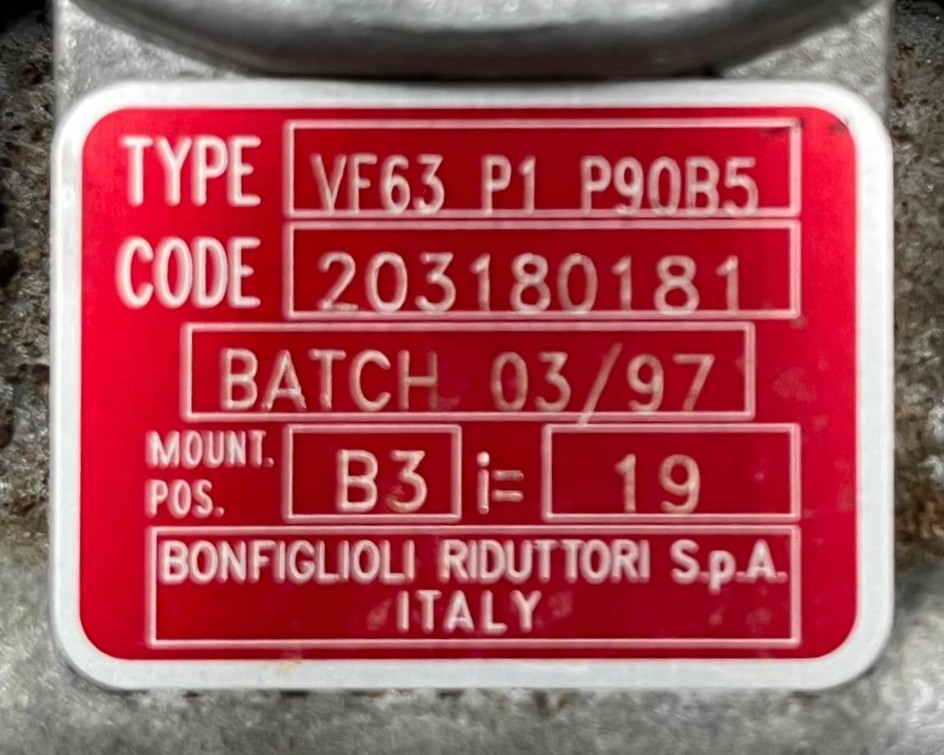 TYPE VF63 P1 P90B5
CODE 203180181
BATCH 03/97
MOUNT. POS. B3 i= 19
BONFIGLIOLI RIDUTTORI S.p.A.
ITALY